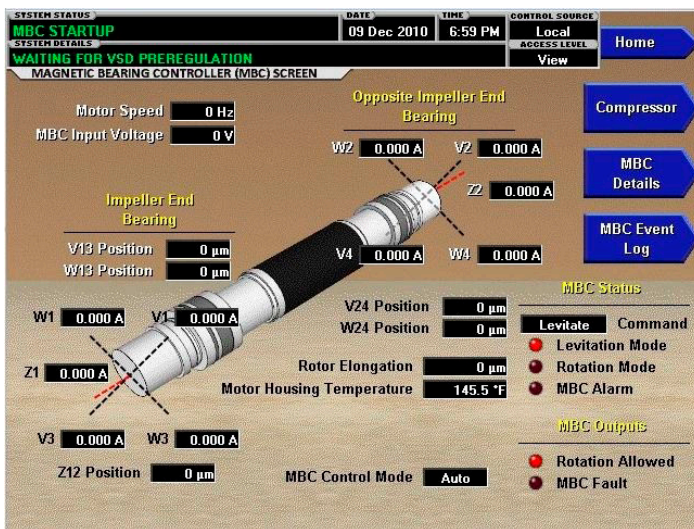 SYSTEM STATUS
MBC STARTUP
DATE
09 Dec 2010
TIME
6:59 PM
CONTROL SOURCE
Local
SYSTEM DETAILS
WAITING FOR VSD PREREGULATION
ACCESS LEVEL
View
Home
MAGNETIC BEARING CONTROLLER (MBC) SCREEN
Motor Speed 0 Hz
MBC Input Voltage 0 V
Opposite Impeller End
Bearing
W2 0.000 A V2 0.000 A
Z2 0.000 A
V4 0.000 A W4 0.000 A
Compressor
MBC
Details
MBC Event
Log
Impeller End
Bearing
V13 Position 0 µm
W13 Position 0 µm
W1 0.000 A V1 0.000 A
Z1 0.000 A
V3 0.000 A W3 0.000 A
Z12 Position 0 µm
V24 Position 0 µm
W24 Position 0 µm
Rotor Elongation 0 µm
Motor Housing Temperature 145.5 °F
MBC Control Mode Auto
MBC Status
Levitate Command
Levitation Mode
Rotation Mode
MBC Alarm
MBC Outputs
Rotation Allowed
MBC Fault